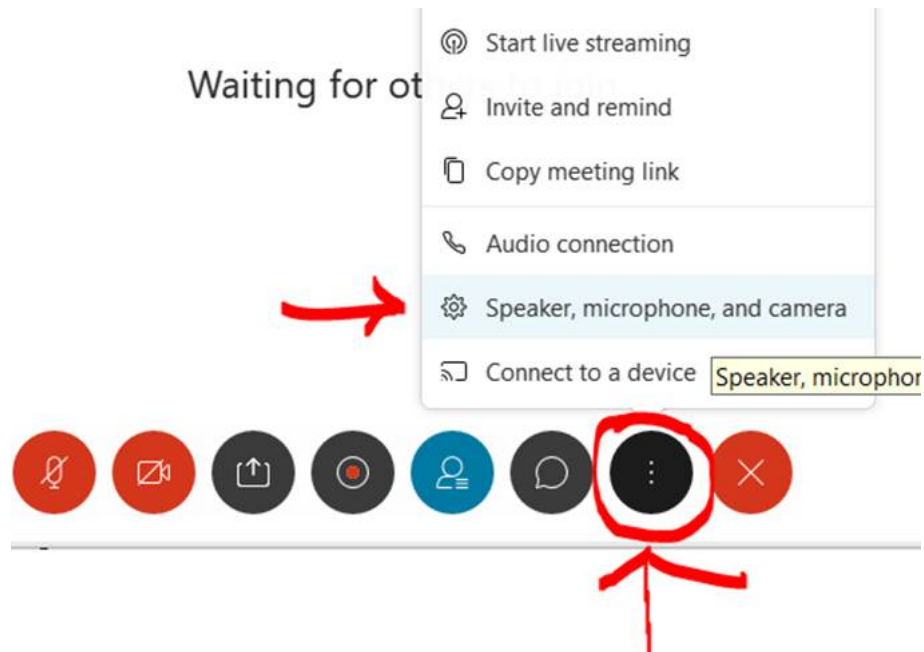 Start live streaming
Waiting for ot
Invite and remind
Copy meeting link
Audio connection
Speaker, microphone, and camera
Connect to a device
Speaker, microphon